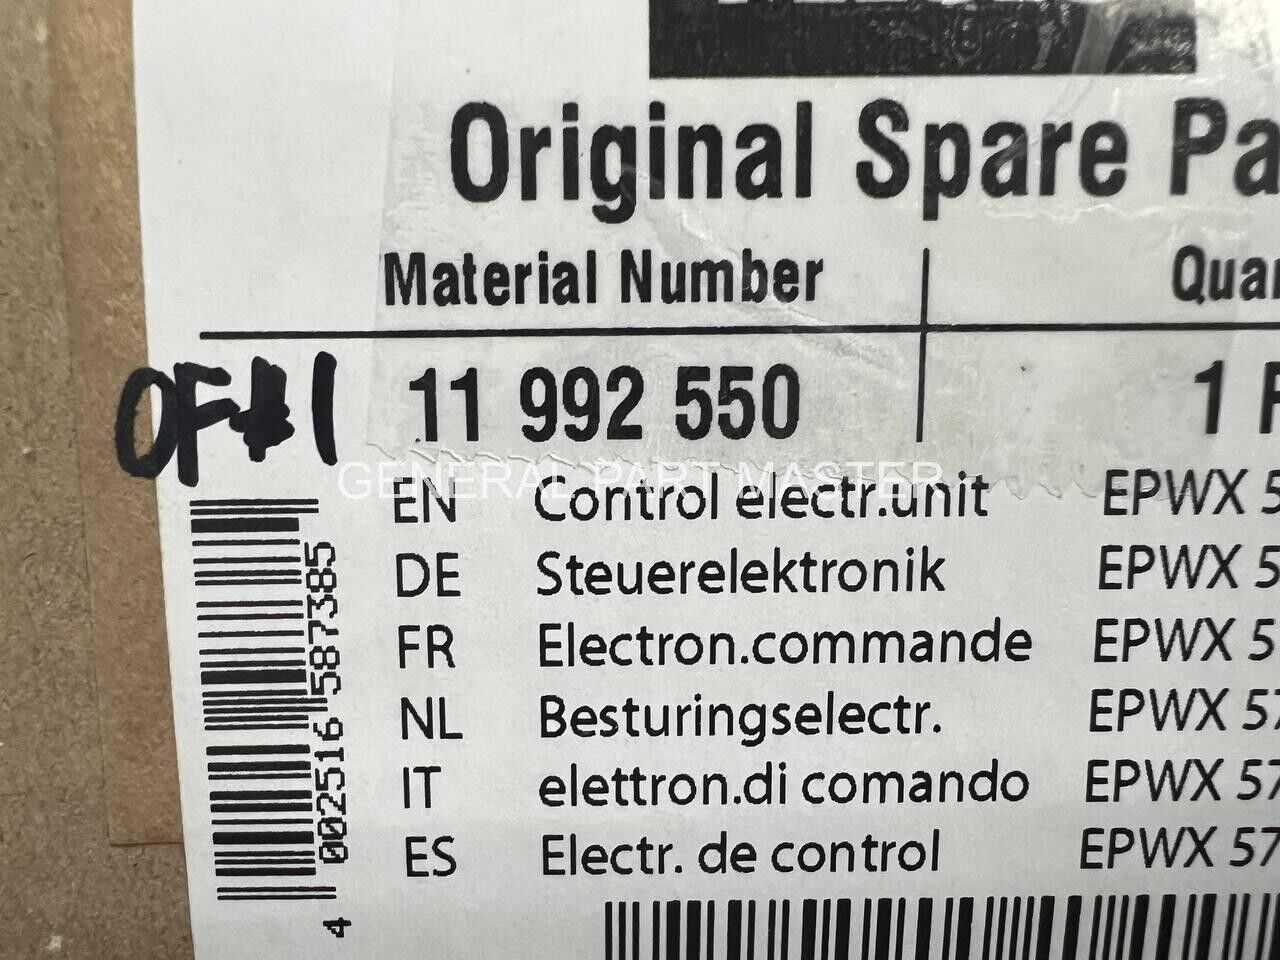 Original Spare Pa
Material Number Quan
OF#1 11 992 550 1 P
GENERAL PART MASTER
EN Control electr.unit EPWX 5
DE Steuerelektronik EPWX 5
FR Electron.commande EPWX 5
NL Besturingselectr. EPWX 57
IT elettron.di comando EPWX 57
ES Electr. de control EPWX 57
4 002516 587385